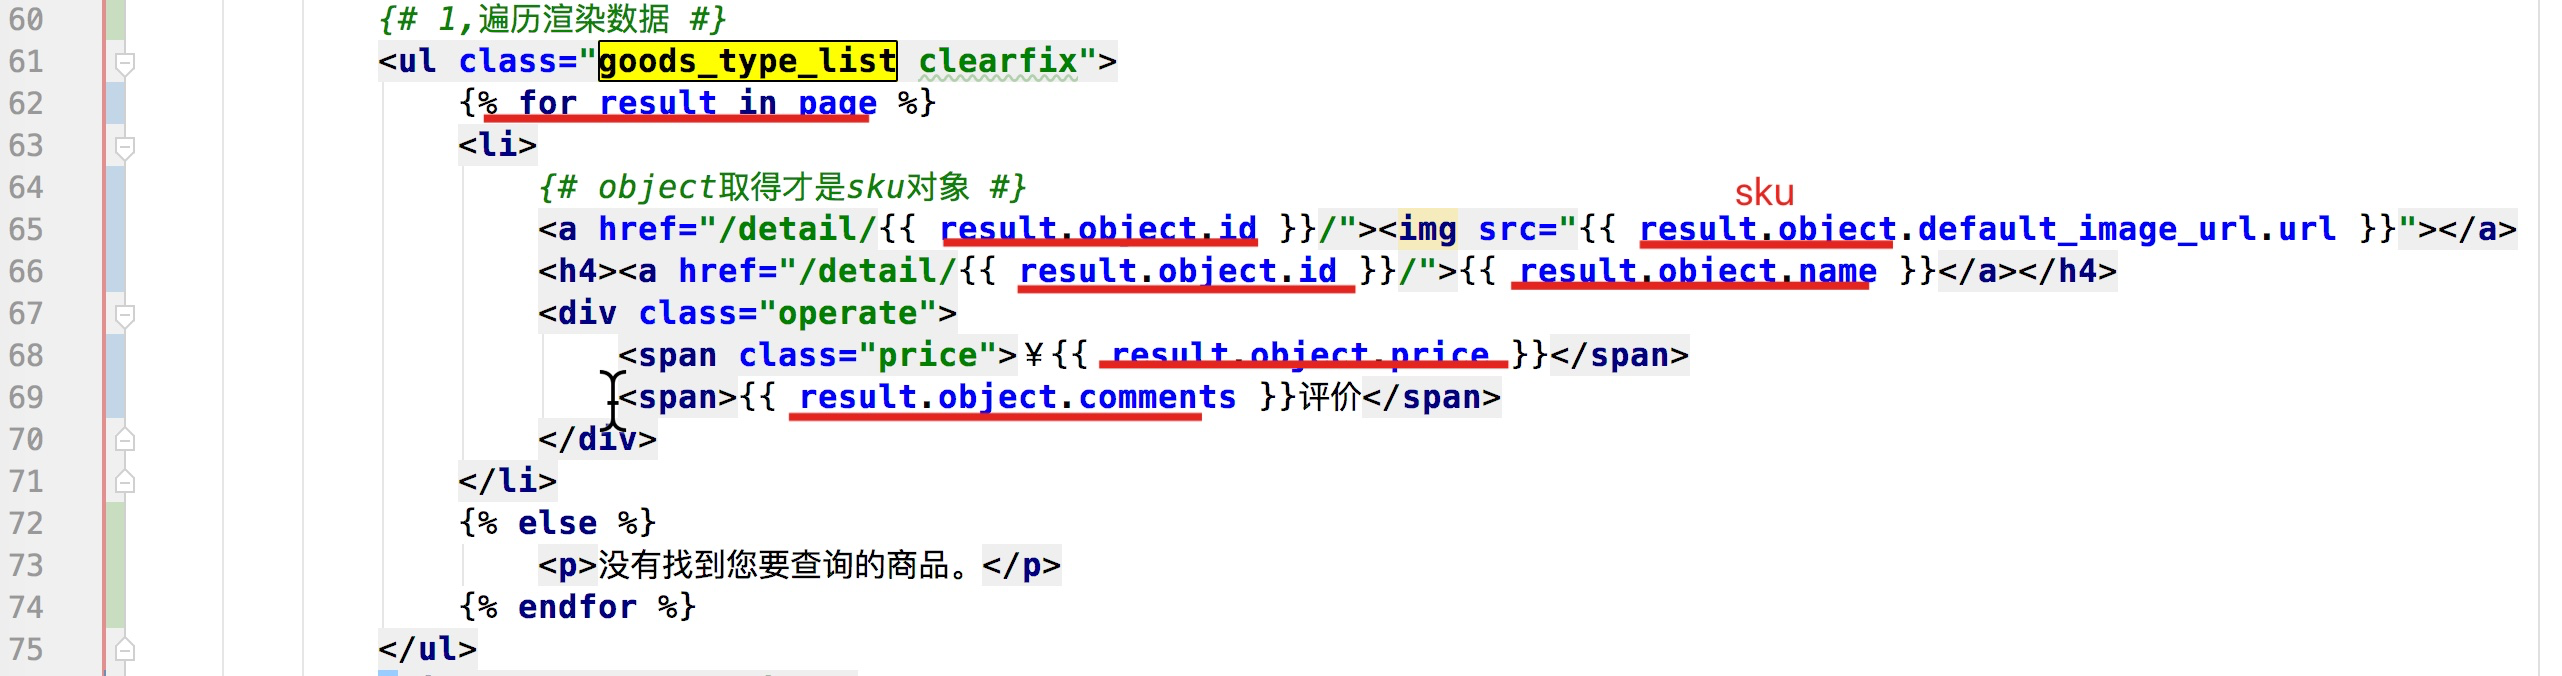 60 {# 1,遍历渲染数据 #}
61 <ul class="goods_type_list clearfix">
62 {% for result in page %}
63 <li>
64 {# object取得才是sku对象 #}
sku
65 <a href="/detail/{{ result.object.id }}/"><img src="{{ result.object.default_image_url.url }}"></a>
66 <h4><a href="/detail/{{ result.object.id }}/">{{ result.object.name }}</a></h4>
67 <div class="operate">
68 <span class="price">¥{{ result.object.price }}</span>
69 <span>{{ result.object.comments }}评价</span>
70 </div>
71 </li>
72 {% else %}
73 <p>没有找到您要查询的商品。</p>
74 {% endfor %}
75 </ul>